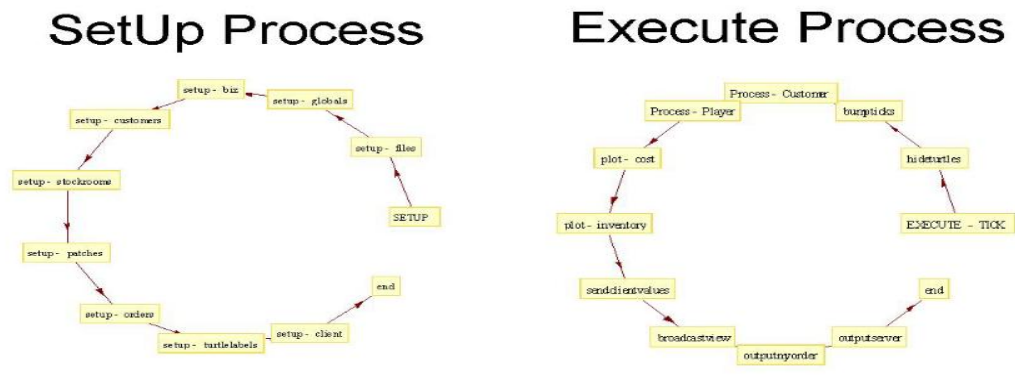 SetUp Process
Execute Process
setup - biz
setup - globals
setup - customers
setup - files
setup - stockrooms
SETUP
setup - patches
end
setup - orders
setup - client
setup - turtlelabels
Process - Customer
Process - Player
bumpticks
plot - cost
hideturtles
plot - inventory
EXECUTE - TICK
sendclientvalues
end
broadcastview
outputserver
outputmyorder